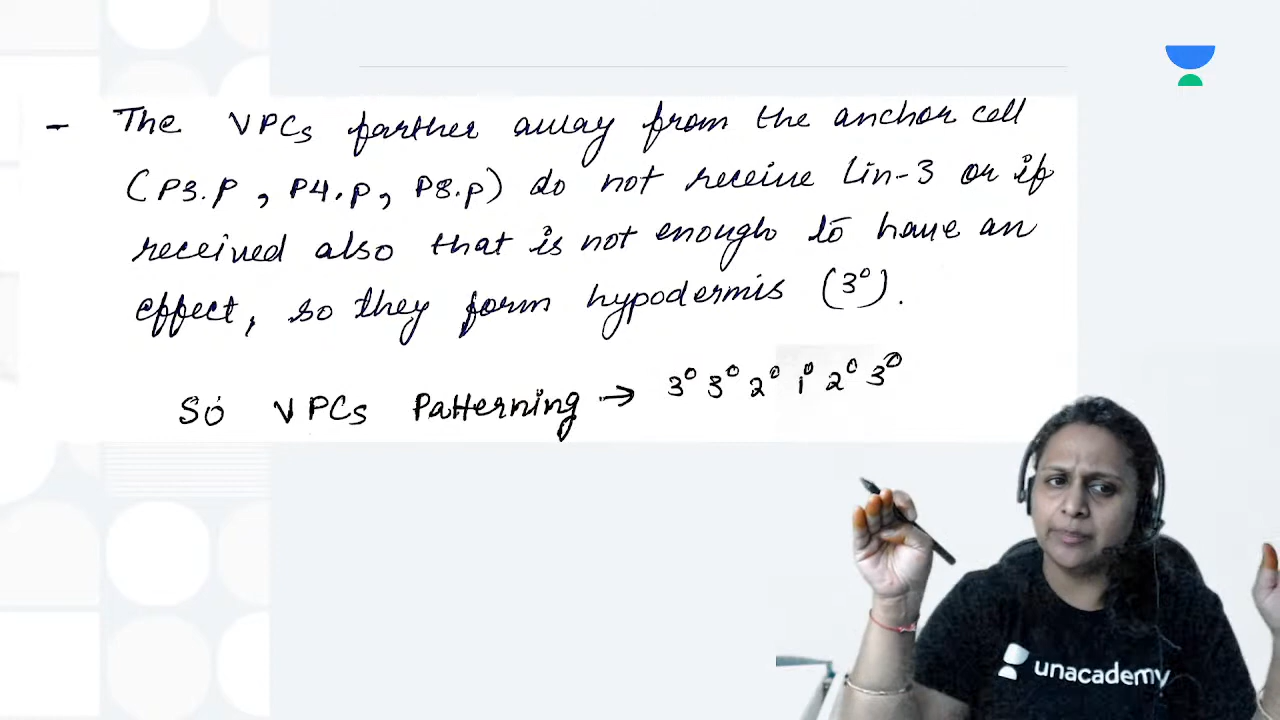 - The VPCs farther away from the anchor cell
(P3.p, P4.p, P8.p) do not receive Lin-3 or if
received also that is not enough to have an
effect, so they form hypodermis (3°).
So VPCs Patterning → 3° 3° 2° 1° 2° 3°
unacademy